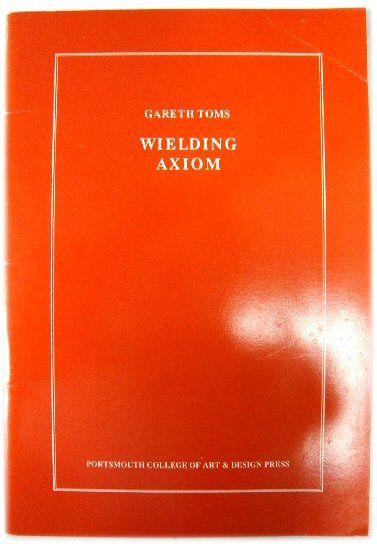 GARETH TOMS
WIELDING
AXIOM
PORTSMOUTH COLLEGE OF ART & DESIGN PRESS